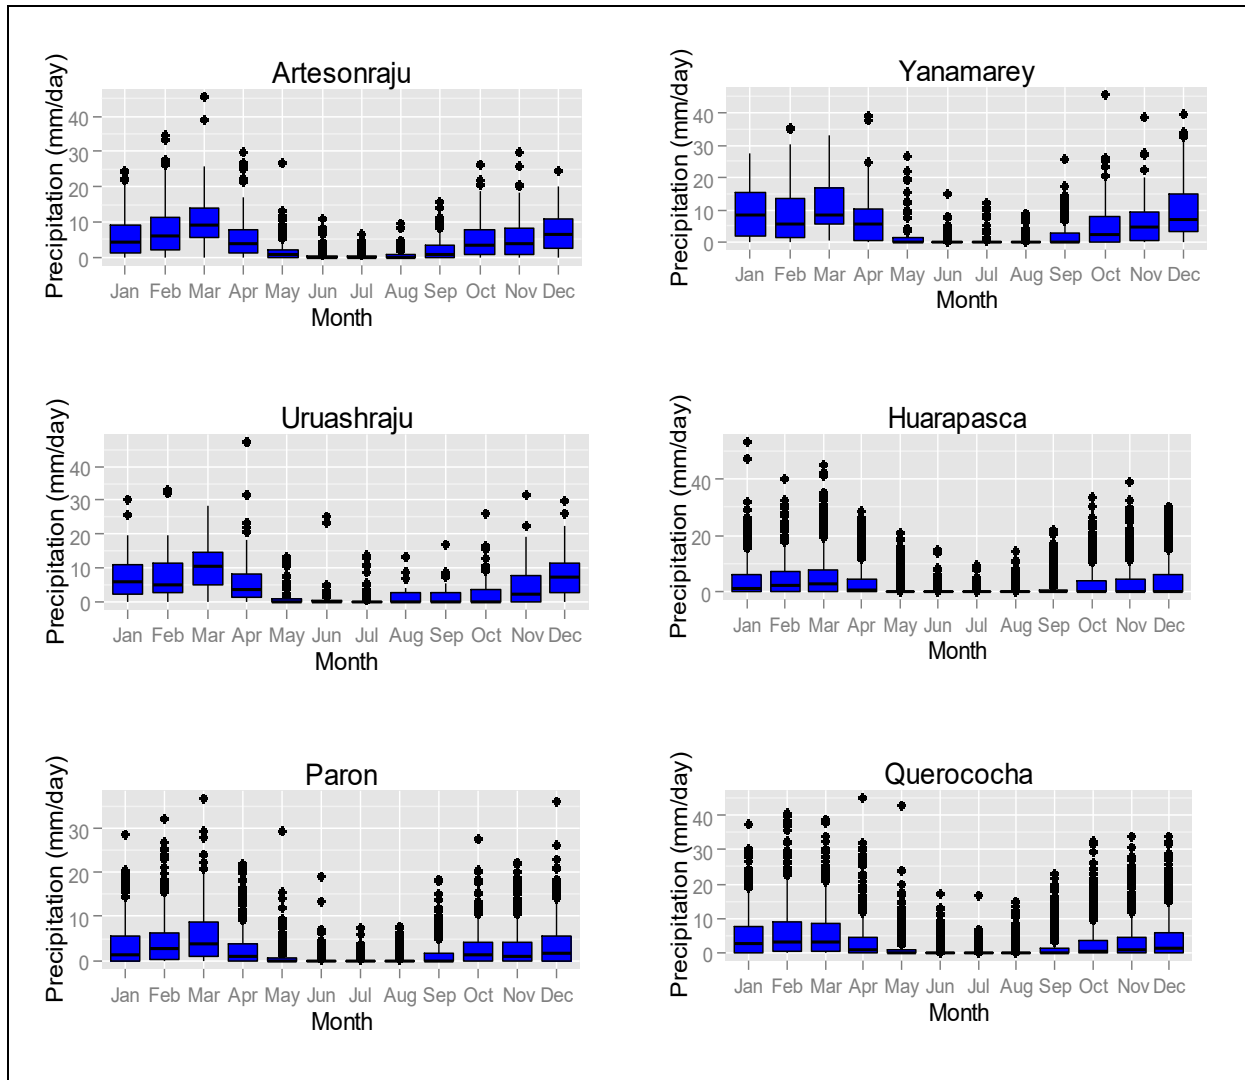 Artesonraju
Precipitation (mm/day)
40
30
20
10
0
Jan Feb Mar Apr May Jun Jul Aug Sep Oct Nov Dec
Month
Yanamarey
Precipitation (mm/day)
40
30
20
10
0
Jan Feb Mar Apr May Jun Jul Aug Sep Oct Nov Dec
Month
Uruashraju
Precipitation (mm/day)
40
30
20
10
0
Jan Feb Mar Apr May Jun Jul Aug Sep Oct Nov Dec
Month
Huarapasca
Precipitation (mm/day)
40
20
0
Jan Feb Mar Apr May Jun Jul Aug Sep Oct Nov Dec
Month
Paron
Precipitation (mm/day)
30
20
10
0
Jan Feb Mar Apr May Jun Jul Aug Sep Oct Nov Dec
Month
Querococha
Precipitation (mm/day)
40
30
20
10
0
Jan Feb Mar Apr May Jun Jul Aug Sep Oct Nov Dec
Month